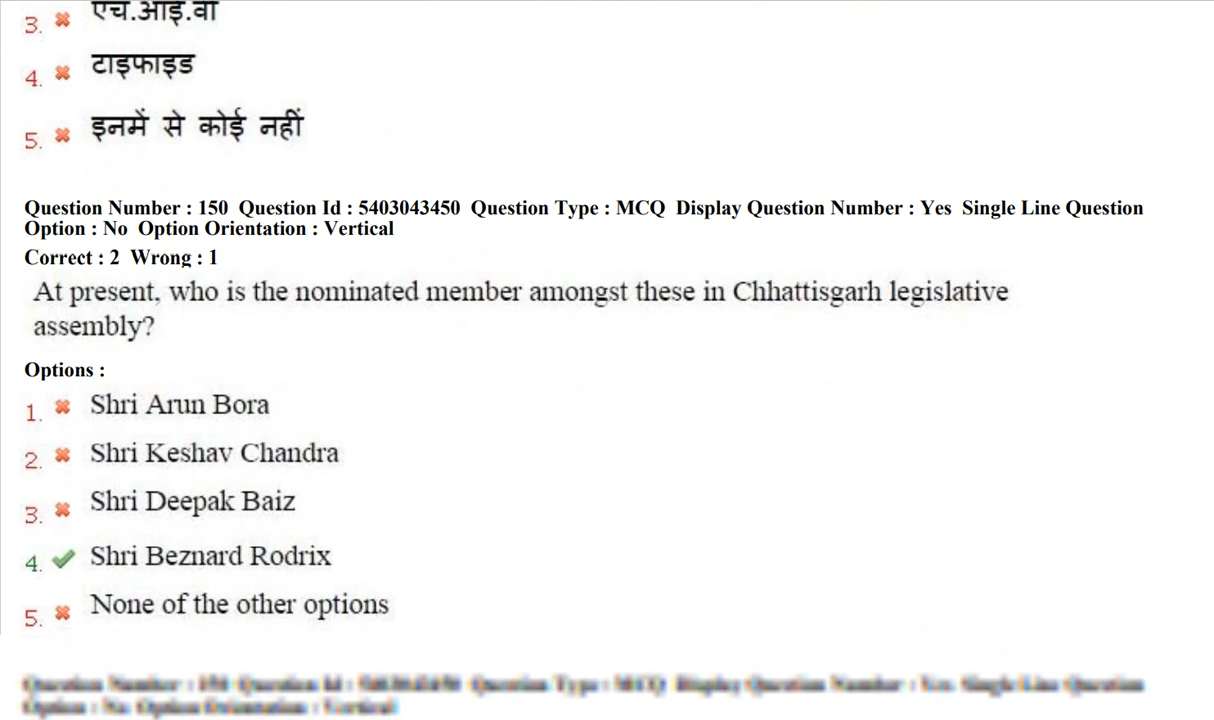 3. एच.आई.वी
4. टाइफाइड
5. इनमें से कोई नहीं
Question Number : 150 Question Id : 5403043450 Question Type : MCQ Display Question Number : Yes Single Line Question
Option : No Option Orientation : Vertical
Correct : 2 Wrong : 1
At present, who is the nominated member amongst these in Chhattisgarh legislative
assembly?
Options :
1. Shri Arun Bora
2. Shri Keshav Chandra
3. Shri Deepak Baiz
4. Shri Beznard Rodrix
5. None of the other options